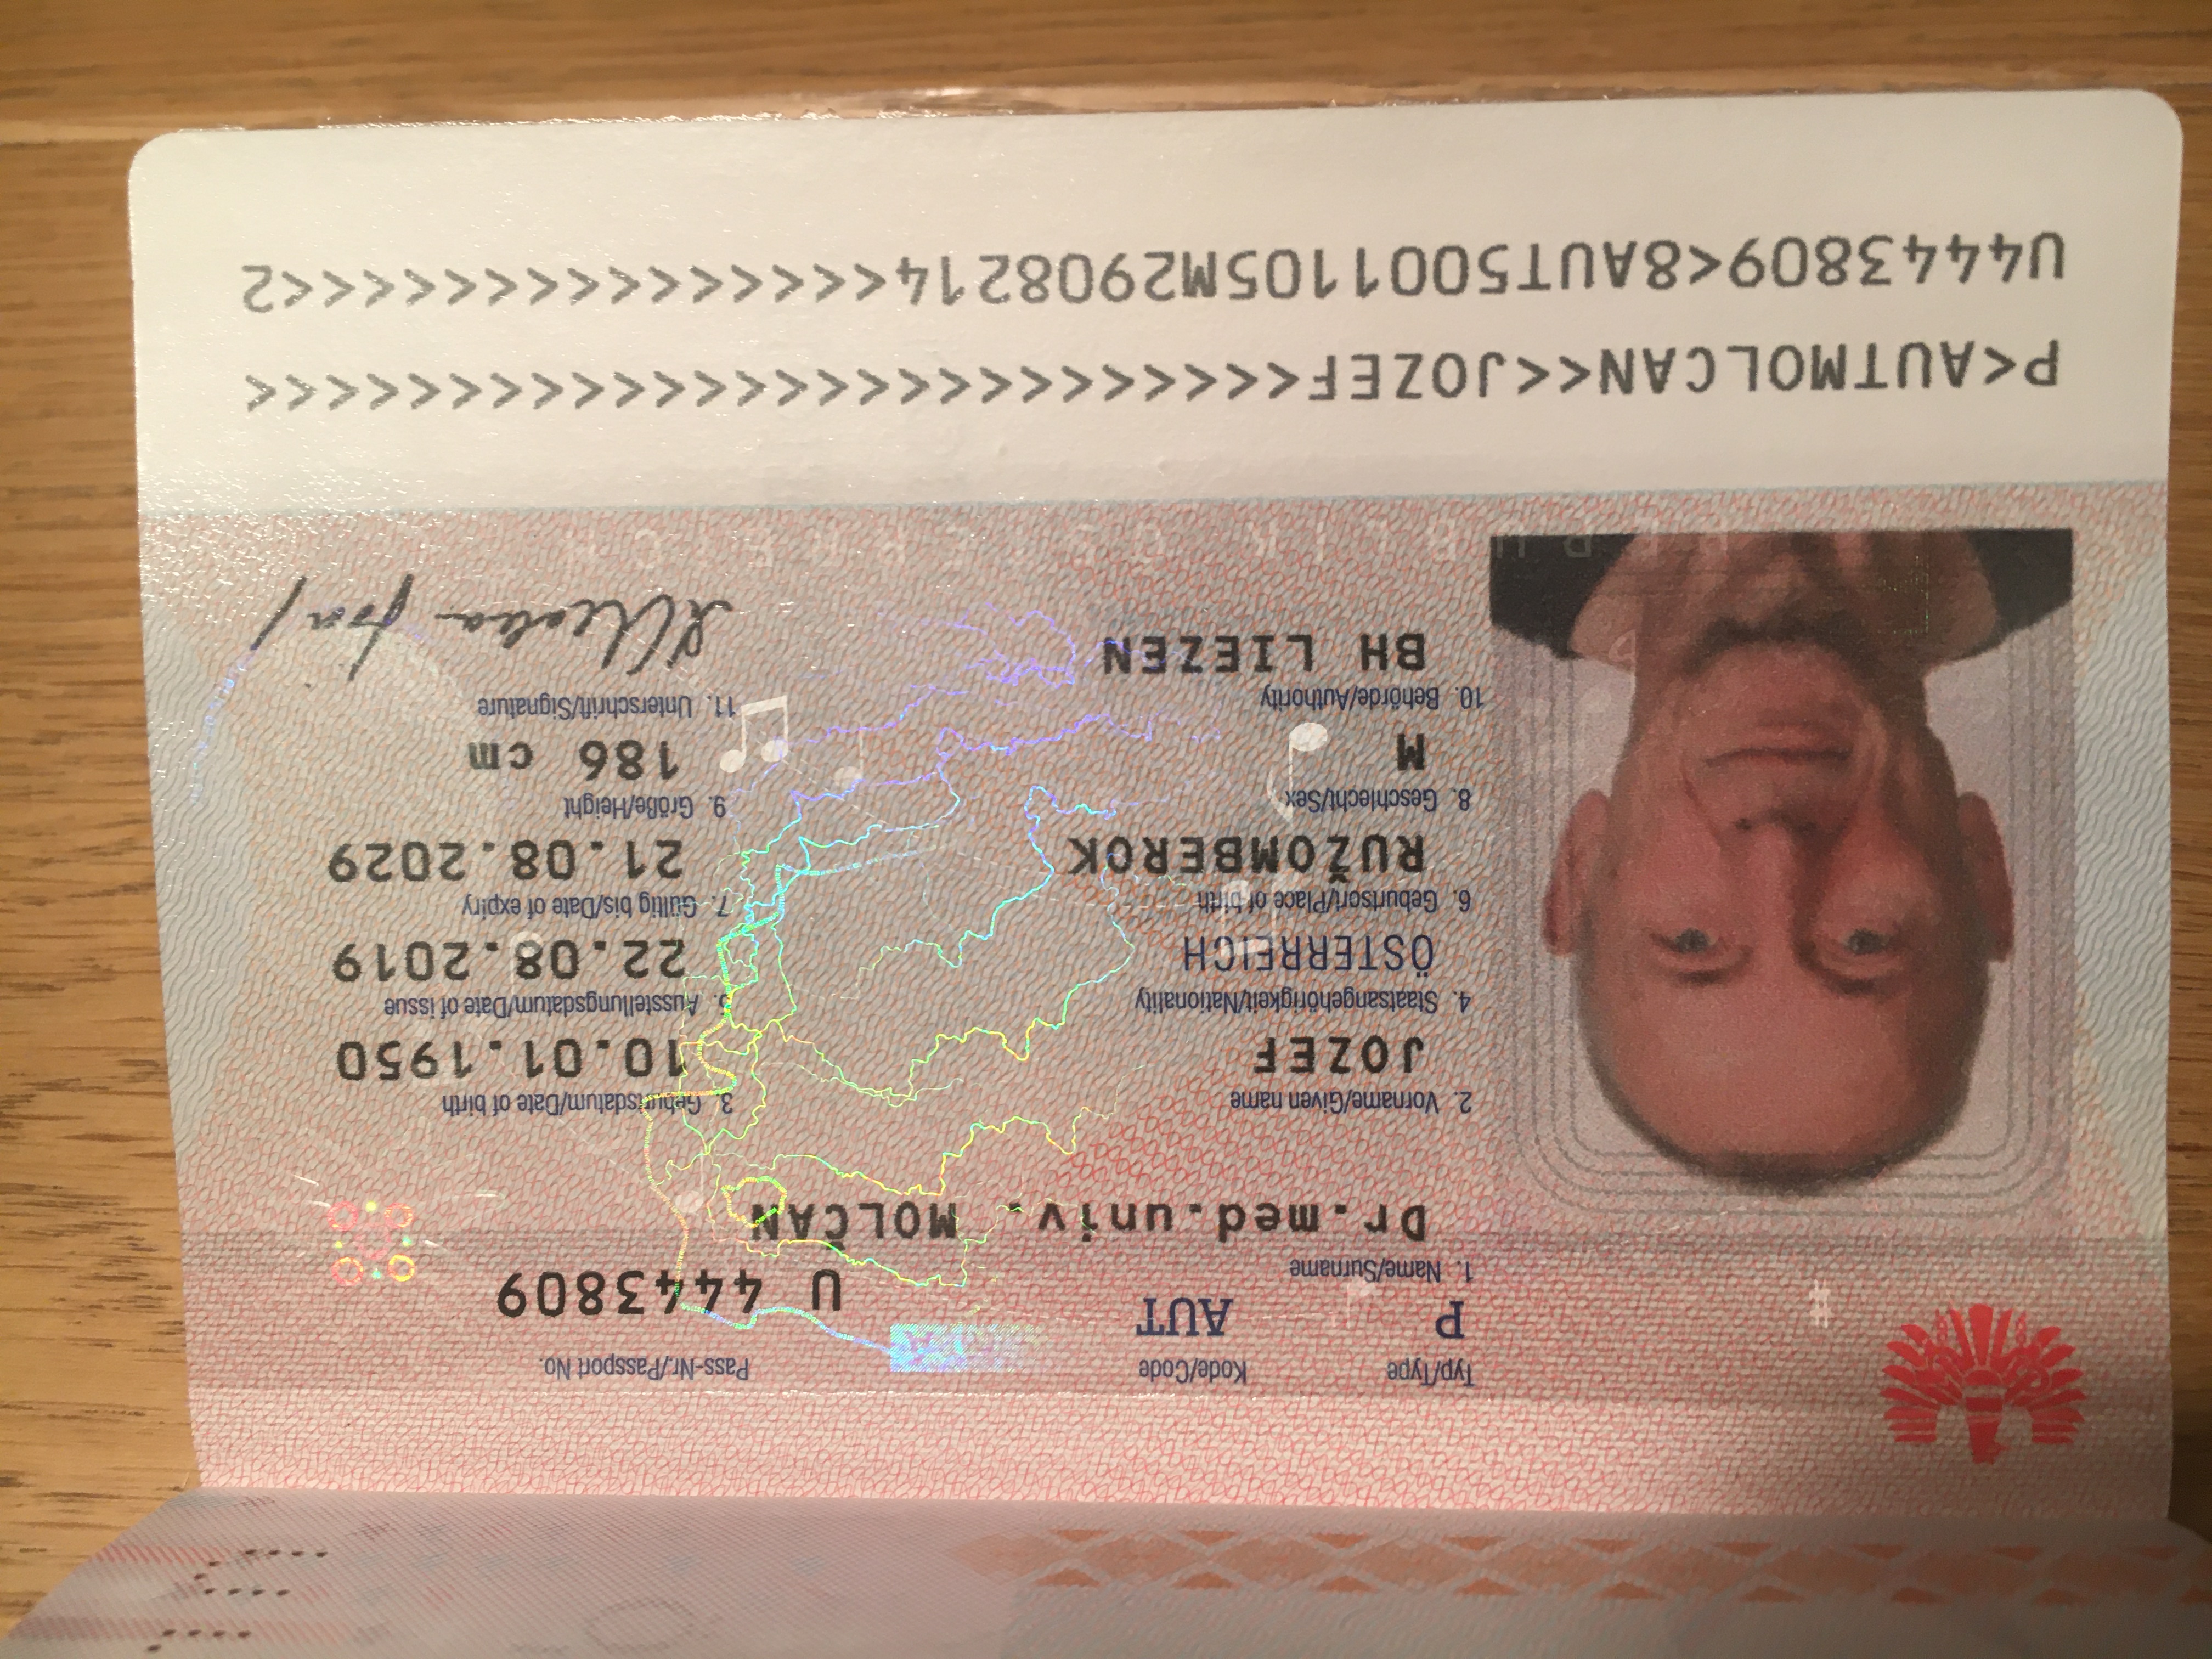 Typ/Type Kode/Code Pass-Nr./Passport No.
P AUT U 4443809
1. Name/Surname
Dr.med.univ. MOLČAN
2. Vorname/Given name 3. Geburtsdatum/Date of birth
JOZEF 10.01.1950
4. Staatsangehörigkeit/Nationality 5. Ausstellungsdatum/Date of issue
ÖSTERREICH 22.08.2019
6. Geburtsort/Place of birth 7. Gültig bis/Date of expiry
RUŽOMBEROK 21.08.2029
8. Geschlecht/Sex 9. Größe/Height
M 186 cm
10. Behörde/Authority 11. Unterschrift/Signature
BH LIEZEN
REPUBLIK ÖSTERREICH
P<AUTMOLCAN<<JOZEF<<<<<<<<<<<<<<<<<<<<<<<<<<
U4443809<8AUT5001105M2908214<<<<<<<<<<<<<<<2